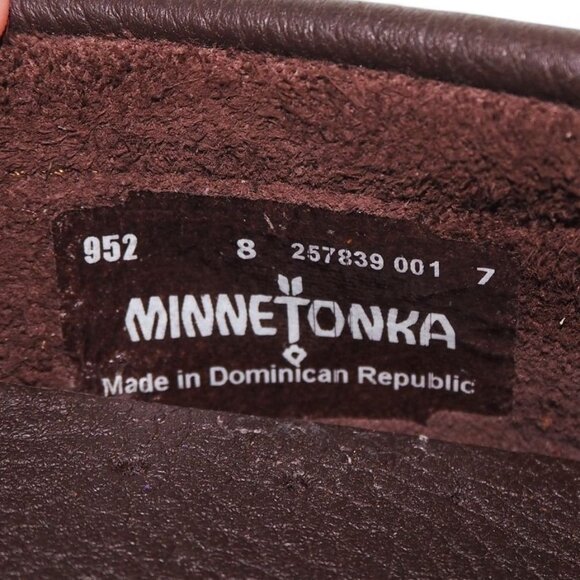 952 8 257839 001 7
MINNETONKA
Made in Dominican Republic